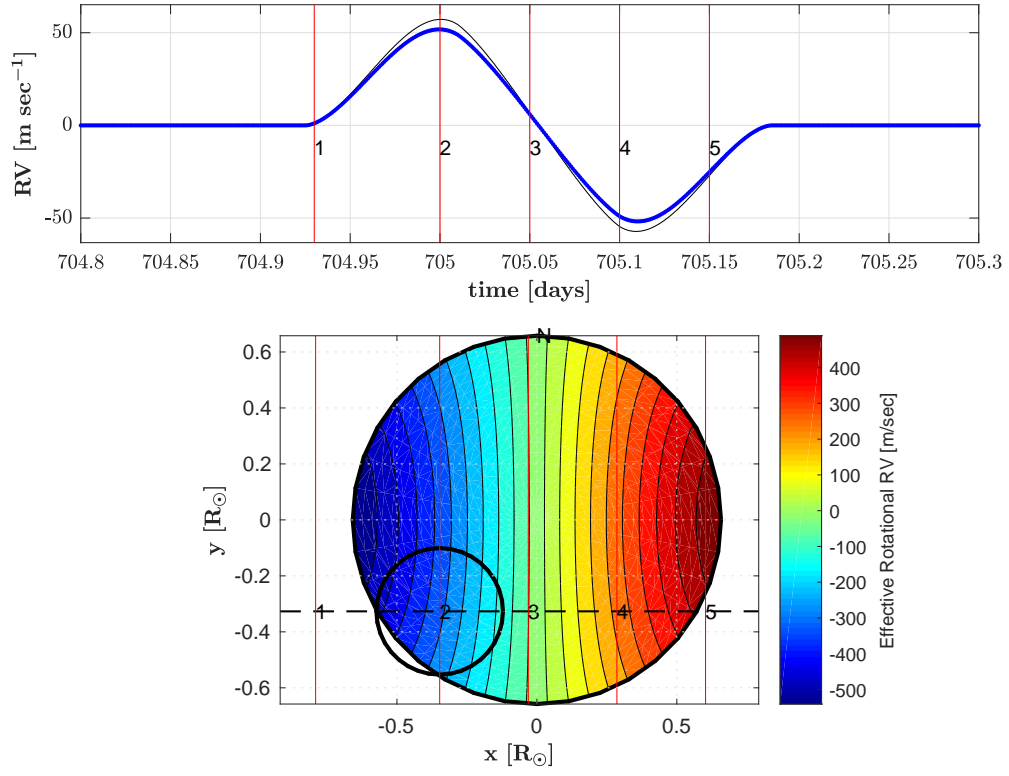 50
0
-50
RV [m sec⁻¹]
1 2 3 4 5
704.8 704.85 704.9 704.95 705 705.05 705.1 705.15 705.2 705.25 705.3
time [days]
N
0.6
0.4
0.2
0
-0.2
-0.4
-0.6
y [R☉]
1 2 3 4 5
-0.5 0 0.5
x [R☉]
400
300
200
100
0
-100
-200
-300
-400
-500
Effective Rotational RV [m/sec]